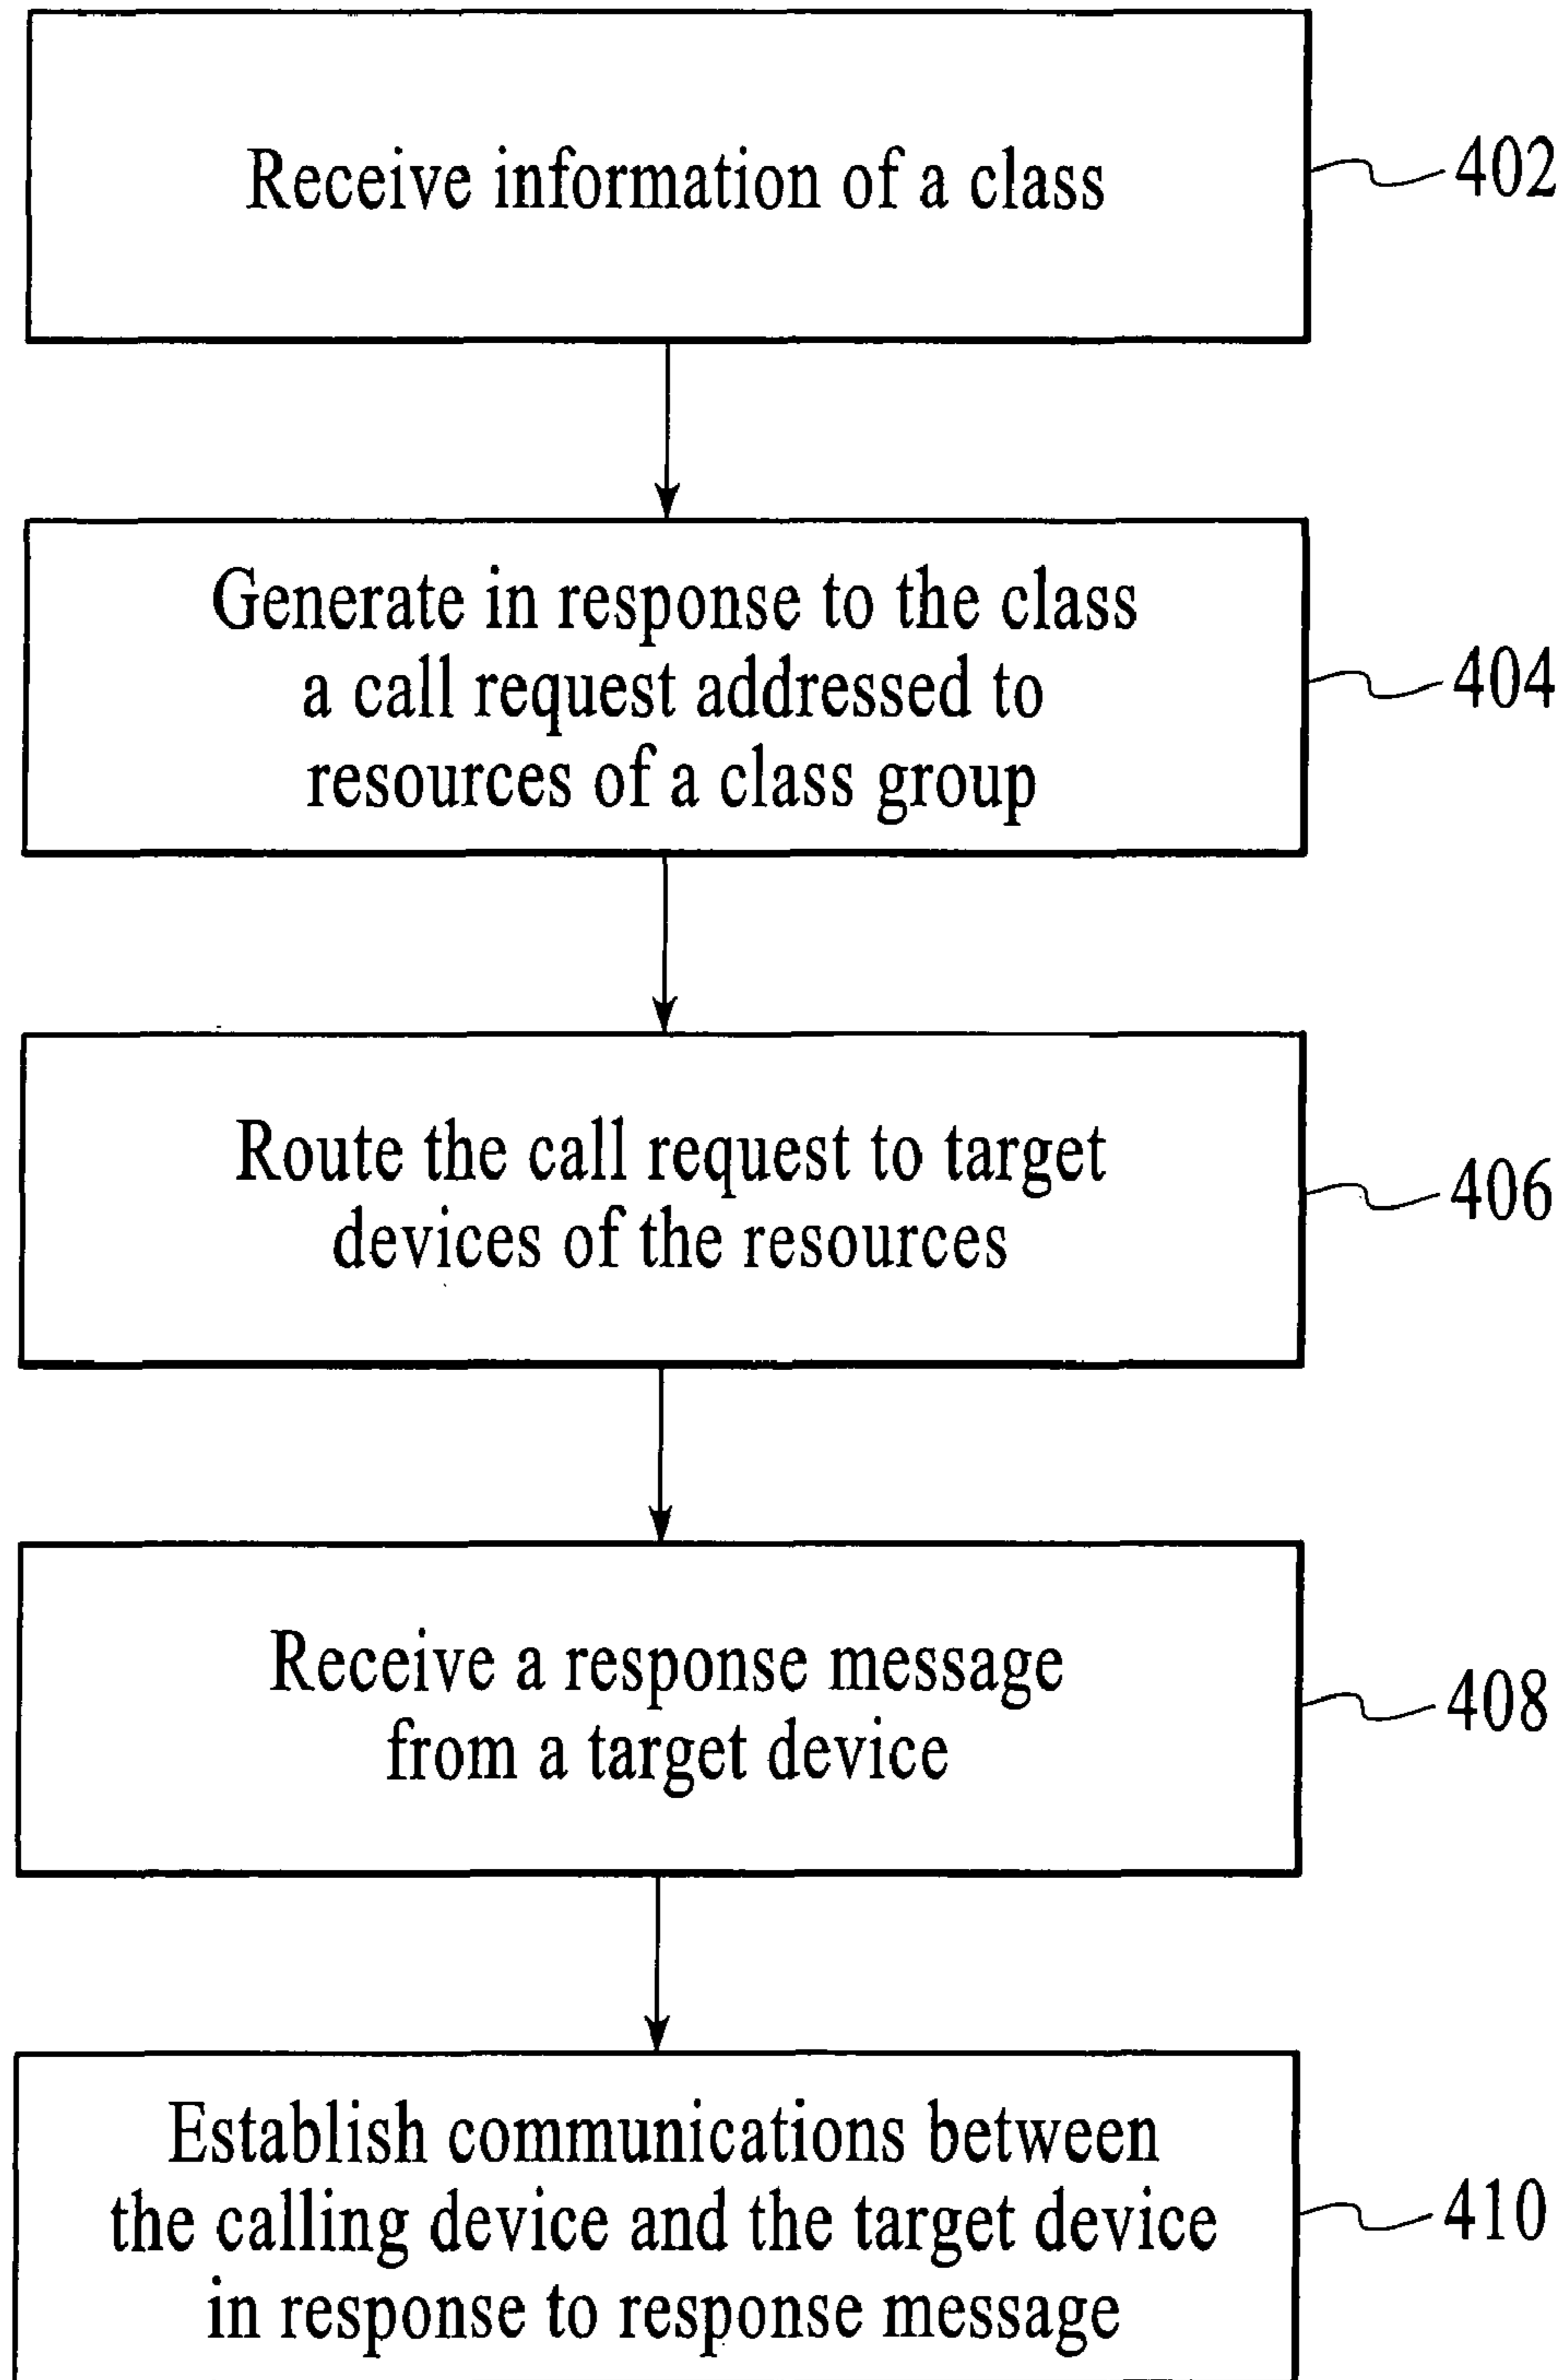 Receive information of a class
402
Generate in response to the class
a call request addressed to
resources of a class group
404
Route the call request to target
devices of the resources
406
Receive a response message
from a target device
408
Establish communications between
the calling device and the target device
in response to response message
410